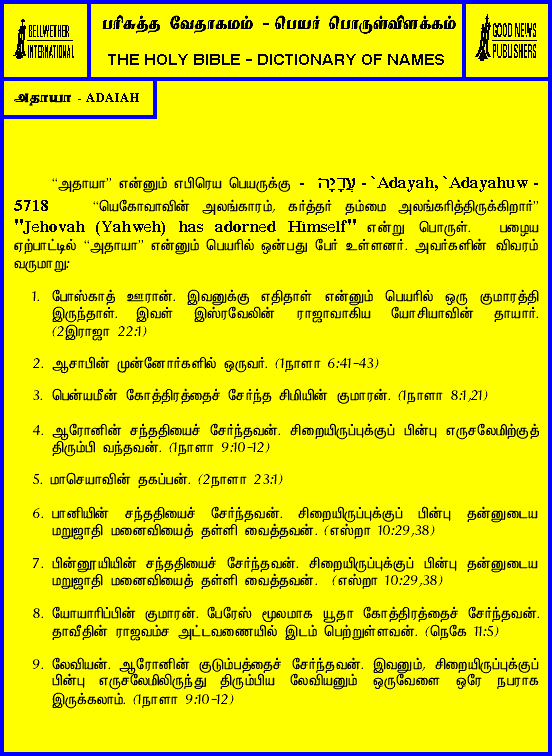 BELLWETHER
INTERNATIONAL
பரிசுத்த வேதாகமம் - பெயர் பொருள்விளக்கம்
THE HOLY BIBLE - DICTIONARY OF NAMES
GOOD NEWS
PUBLISHERS
அதாயா - ADAIAH
“அதாயா” என்னும் எபிரெய பெயருக்கு - עֲדָיָה - `Adayah, `Adayahuw -
5718 “யெகோவாவின் அலங்காரம், கர்த்தர் தம்மை அலங்கரித்திருக்கிறார்”
"Jehovah (Yahweh) has adorned Himself" என்று பொருள். பழைய
ஏற்பாட்டில் “அதாயா” என்னும் பெயரில் ஒன்பது பேர் உள்ளனர். அவர்களின் விவரம்
வருமாறு:
1. போஸ்காத் ஊரான். இவனுக்கு எதிதாள் என்னும் பெயரில் ஒரு குமாரத்தி
இருந்தாள். இவள் இஸ்ரவேலின் ராஜாவாகிய யோசியாவின் தாயார்.
(2இராஜா 22:1)
2. ஆசாபின் முன்னோர்களில் ஒருவர். (1நாளா 6:41-43)
3. பென்யமீன் கோத்திரத்தைச் சேர்ந்த சிமியின் குமாரன். (1நாளா 8:1,21)
4. ஆரோனின் சந்ததியைச் சேர்ந்தவன். சிறையிருப்புக்குப் பின்பு எருசலேமிற்குத்
திரும்பி வந்தவன். (1நாளா 9:10-12)
5. மாசெயாவின் தகப்பன். (2நாளா 23:1)
6. பானியின் சந்ததியைச் சேர்ந்தவன். சிறையிருப்புக்குப் பின்பு தன்னுடைய
மறுஜாதி மனைவியைத் தள்ளி வைத்தவன். (எஸ்றா 10:29,38)
7. பின்னூயியின் சந்ததியைச் சேர்ந்தவன். சிறையிருப்புக்குப் பின்பு தன்னுடைய
மறுஜாதி மனைவியைத் தள்ளி வைத்தவன். (எஸ்றா 10:29,38)
8. யோயாரிப்பின் குமாரன். பேரேஸ் மூலமாக யூதா கோத்திரத்தைச் சேர்ந்தவன்.
தாவீதின் ராஜவம்ச அட்டவணையில் இடம் பெற்றுள்ளவன். (நெகே 11:5)
9. லேவியன். ஆரோனின் குடும்பத்தைச் சேர்ந்தவன். இவனும், சிறையிருப்புக்குப்
பின்பு எருசலேமிலிருந்து திரும்பிய லேவியனும் ஒருவேளை ஒரே நபராக
இருக்கலாம். (1நாளா 9:10-12)